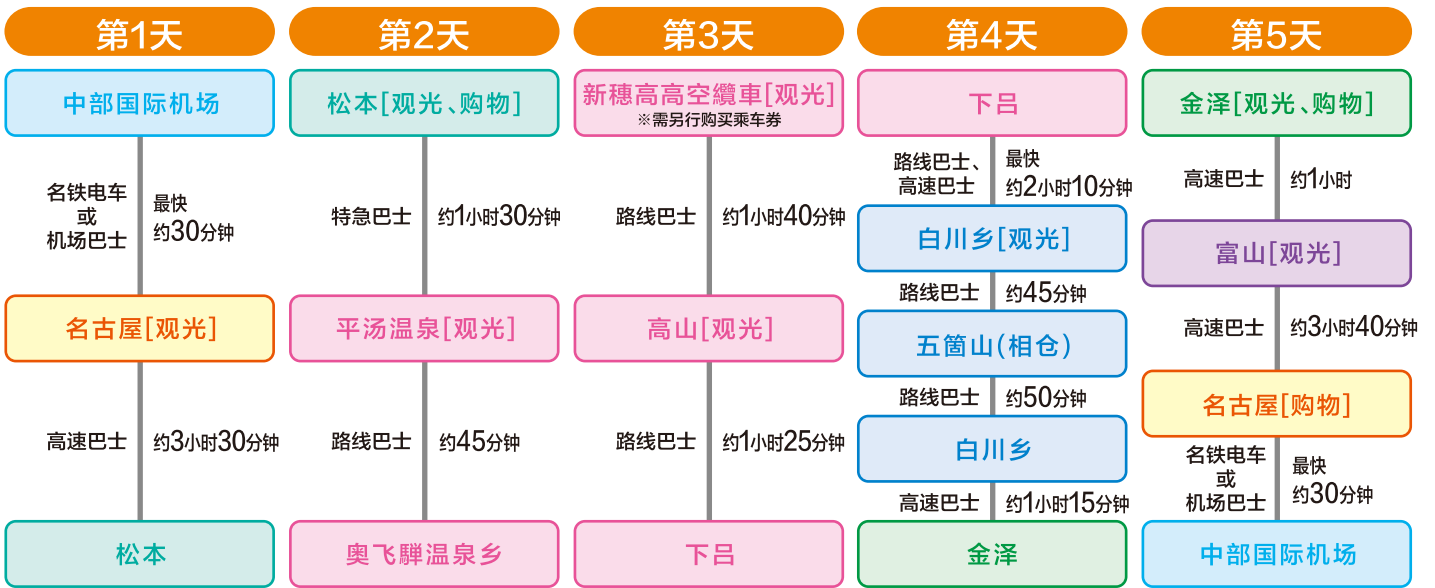 第1天
中部国际机场
名铁电车
或
机场巴士
最快
约30分钟
名古屋[观光]
高速巴士
约3小时30分钟
松本
第2天
松本[观光、购物]
特急巴士
约1小时30分钟
平汤温泉[观光]
路线巴士
约45分钟
奥飞騨温泉乡
第3天
新穗高高空纜車[观光]
※需另行购买乘车券
路线巴士
约1小时40分钟
高山[观光]
路线巴士
约1小时25分钟
下吕
第4天
下吕
路线巴士、
高速巴士
最快
约2小时10分钟
白川乡[观光]
路线巴士
约45分钟
五箇山(相仓)
路线巴士
约50分钟
白川乡
高速巴士
约1小时15分钟
金泽
第5天
金泽[观光、购物]
高速巴士
约1小时
富山[观光]
高速巴士
约3小时40分钟
名古屋[购物]
名铁电车
或
机场巴士
最快
约30分钟
中部国际机场